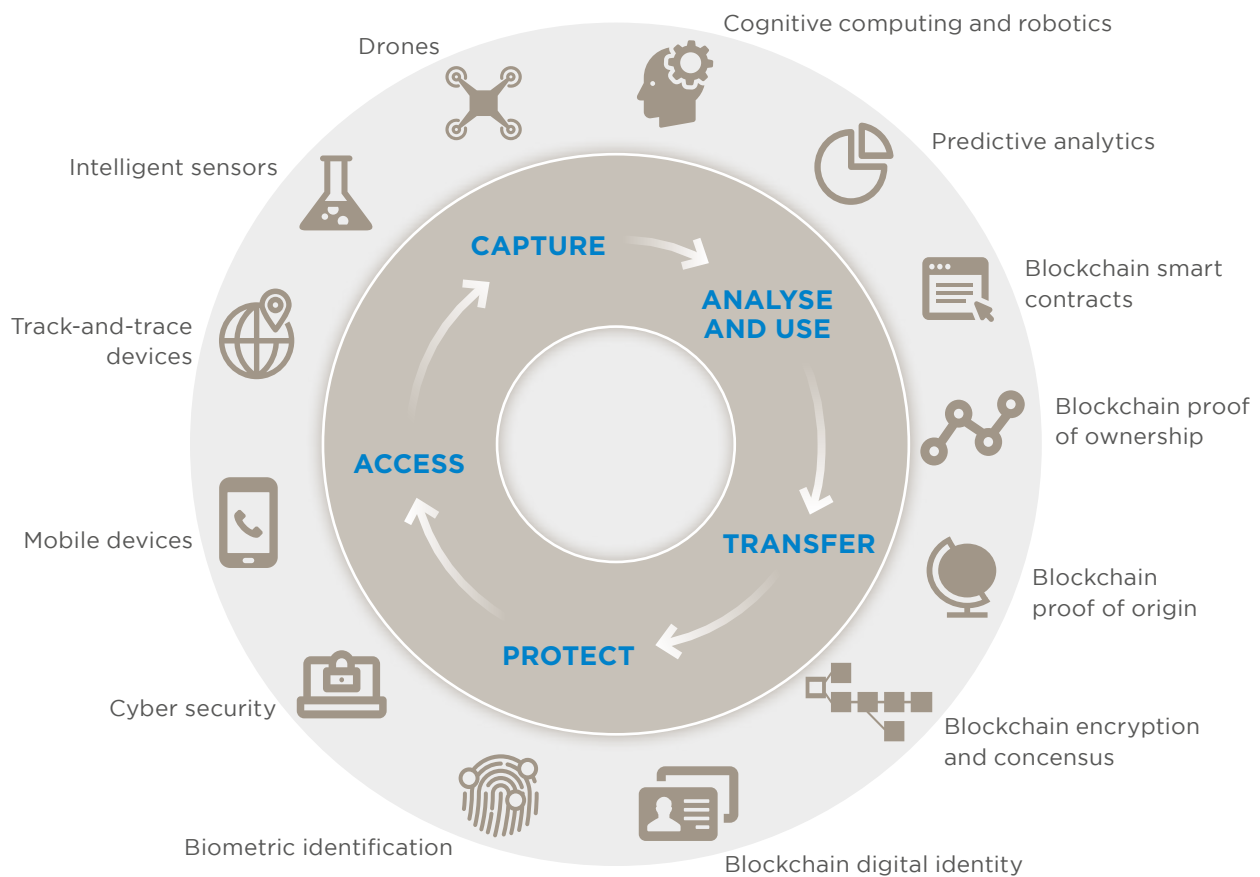 Cognitive computing and robotics
Drones
Predictive analytics
Intelligent sensors
CAPTURE
Blockchain smart
contracts
ANALYSE
AND USE
Track-and-trace
devices
Blockchain proof
of ownership
ACCESS
Mobile devices
TRANSFER
Blockchain
proof of origin
PROTECT
Cyber security
Blockchain encryption
and concensus
Biometric identification
Blockchain digital identity